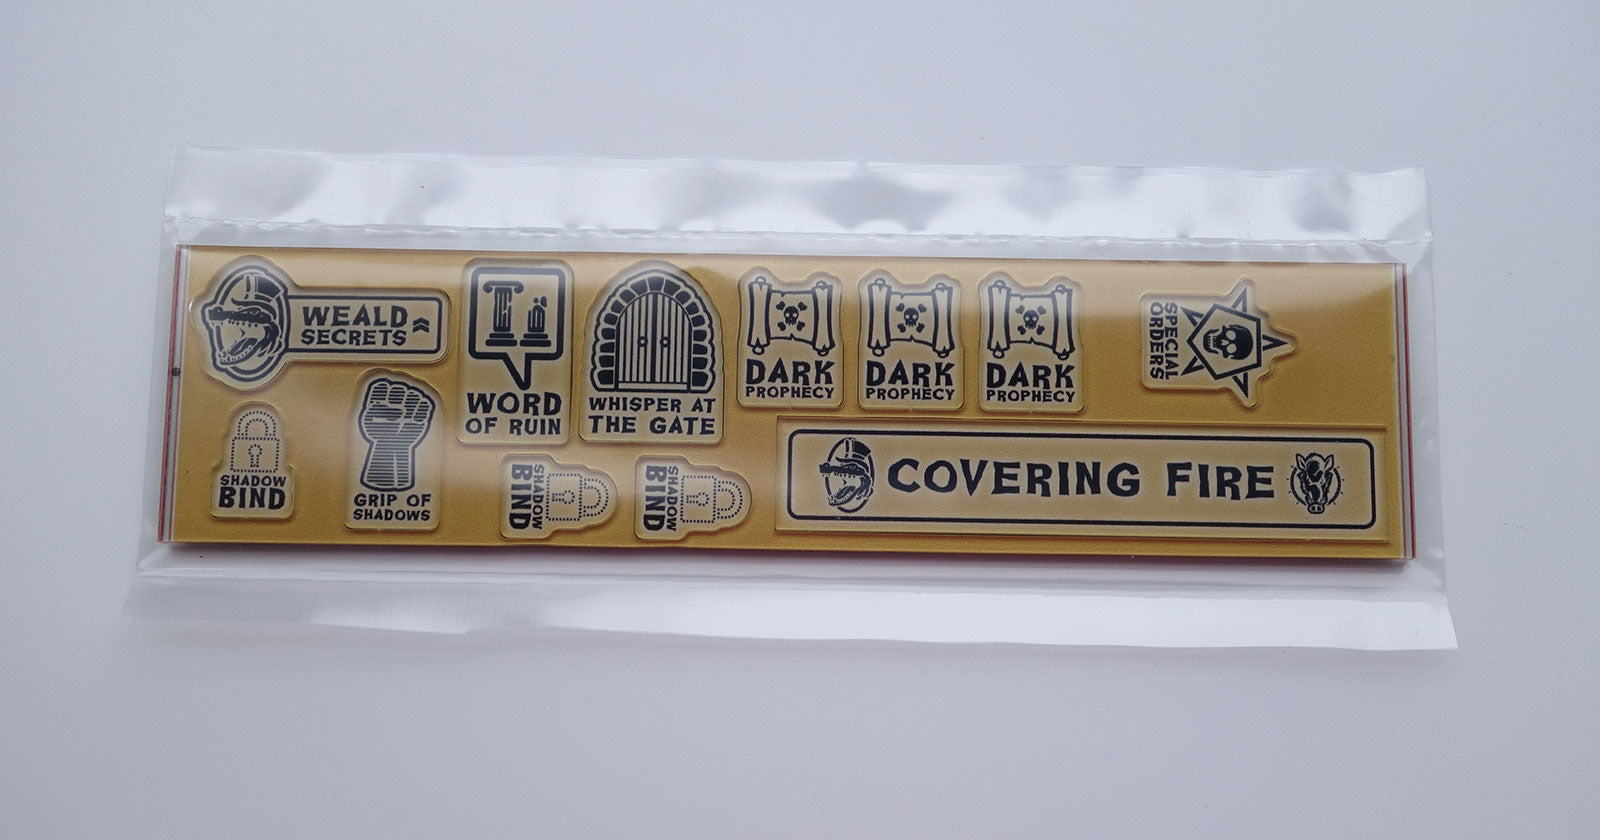 WEALD
SECRETS
WORD
OF RUIN
WHISPER AT
THE GATE
DARK
PROPHECY
DARK
PROPHECY
DARK
PROPHECY
SPECIAL
ORDERS
SHADOW
BIND
GRIP OF
SHADOWS
SHADOW
BIND
SHADOW
BIND
COVERING FIRE